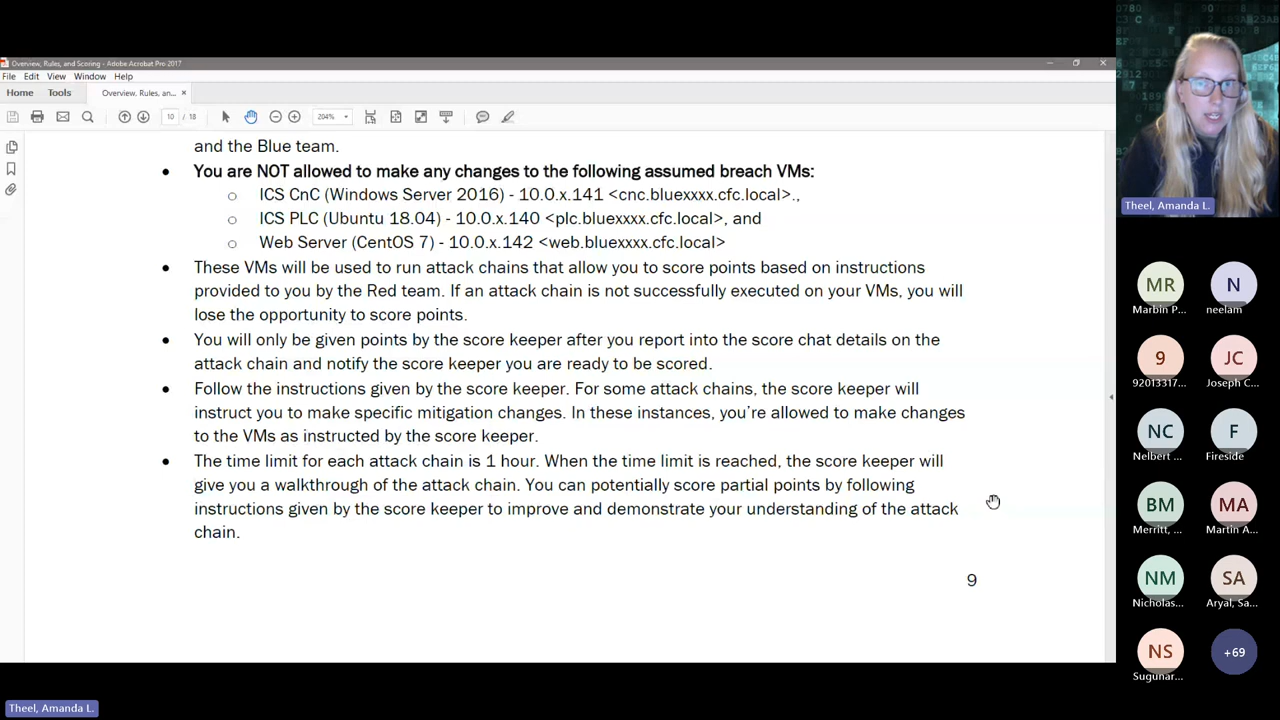 Overview, Rules, and Scoring - Adobe Acrobat Pro 2017
File Edit View Window Help
Home Tools Overview, Rules, an... ×
10 / 18 204%
and the Blue team.
• You are NOT allowed to make any changes to the following assumed breach VMs:
○ ICS CnC (Windows Server 2016) - 10.0.x.141 <cnc.bluexxxx.cfc.local>.,
○ ICS PLC (Ubuntu 18.04) - 10.0.x.140 <plc.bluexxxx.cfc.local>, and
○ Web Server (CentOS 7) - 10.0.x.142 <web.bluexxxx.cfc.local>
• These VMs will be used to run attack chains that allow you to score points based on instructions
provided to you by the Red team. If an attack chain is not successfully executed on your VMs, you will
lose the opportunity to score points.
• You will only be given points by the score keeper after you report into the score chat details on the
attack chain and notify the score keeper you are ready to be scored.
• Follow the instructions given by the score keeper. For some attack chains, the score keeper will
instruct you to make specific mitigation changes. In these instances, you're allowed to make changes
to the VMs as instructed by the score keeper.
• The time limit for each attack chain is 1 hour. When the time limit is reached, the score keeper will
give you a walkthrough of the attack chain. You can potentially score partial points by following
instructions given by the score keeper to improve and demonstrate your understanding of the attack
chain.
9
Theel, Amanda L.
MR N
Marbin P... neelam
9 JC
92013317... Joseph C...
NC F
Nelbert ... Fireside
BM MA
Merritt, ... Martin A...
NM SA
Nicholas... Aryal, Sa...
NS +69
Sugunar...
Theel, Amanda L.